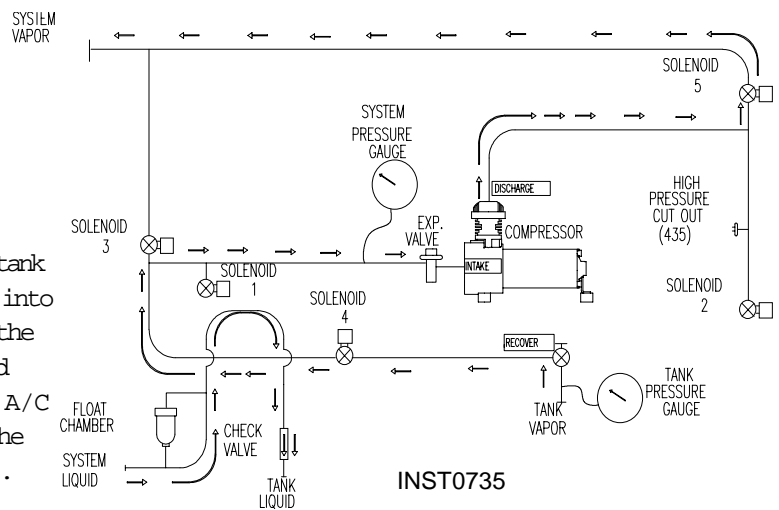 SYSTEM
VAPOR
SOLENOID
5
SYSTEM
PRESSURE
GAUGE
DISCHARGE
HIGH
PRESSURE
CUT OUT
(435)
SOLENOID
3
EXP.
VALVE
COMPRESSOR
INTAKE
SOLENOID
1
SOLENOID
4
SOLENOID
2
tank
into
the
d
A/C
he
.
RECOVER
TANK
PRESSURE
GAUGE
TANK
VAPOR
FLOAT
CHAMBER
CHECK
VALVE
SYSTEM
LIQUID
TANK
LIQUID
INST0735